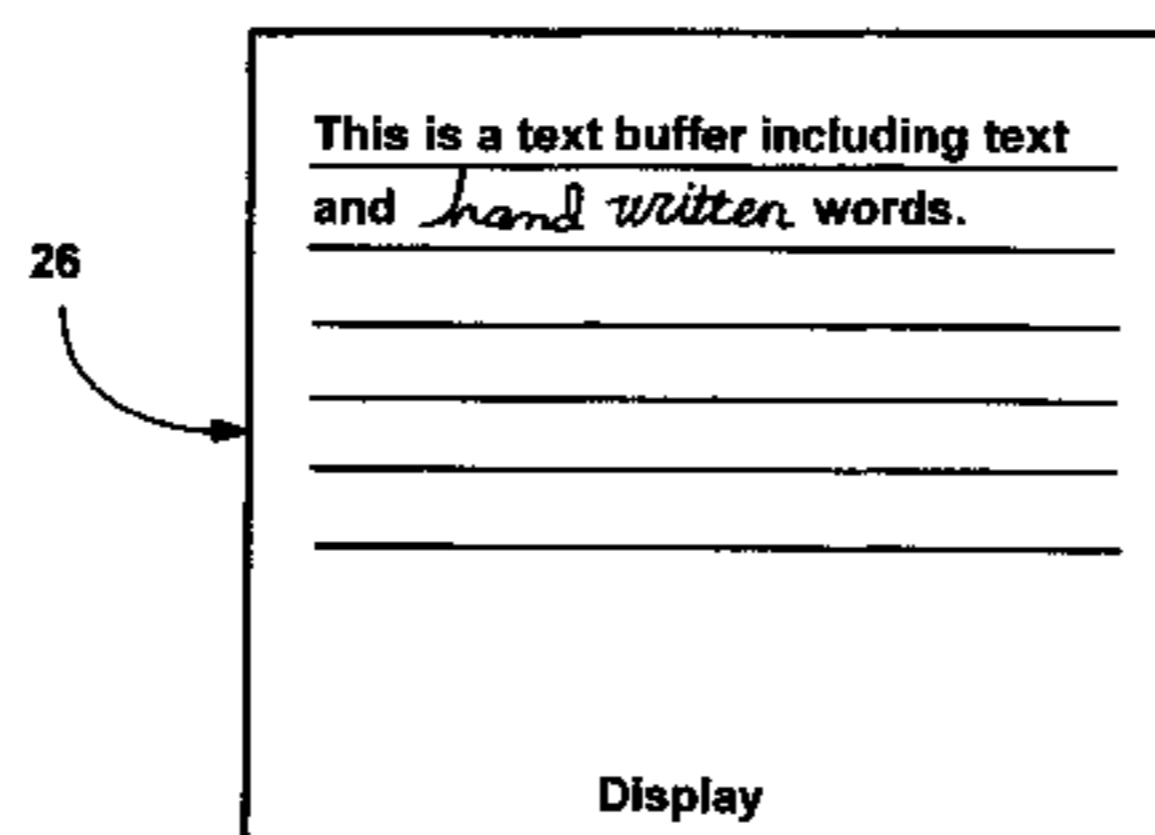 This is a text buffer including text
and hand written words.
26
Display